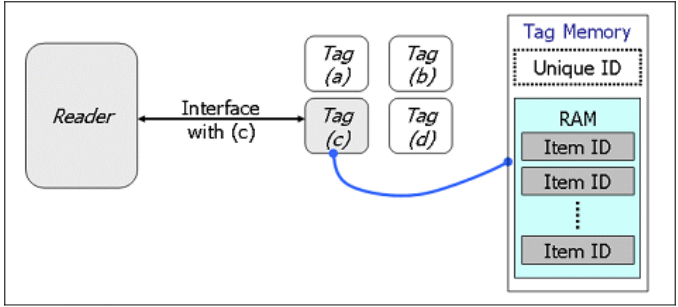 Reader
Interface
with (c)
Tag
(a)
Tag
(b)
Tag
(c)
Tag
(d)
Tag Memory
Unique ID
RAM
Item ID
Item ID
Item ID